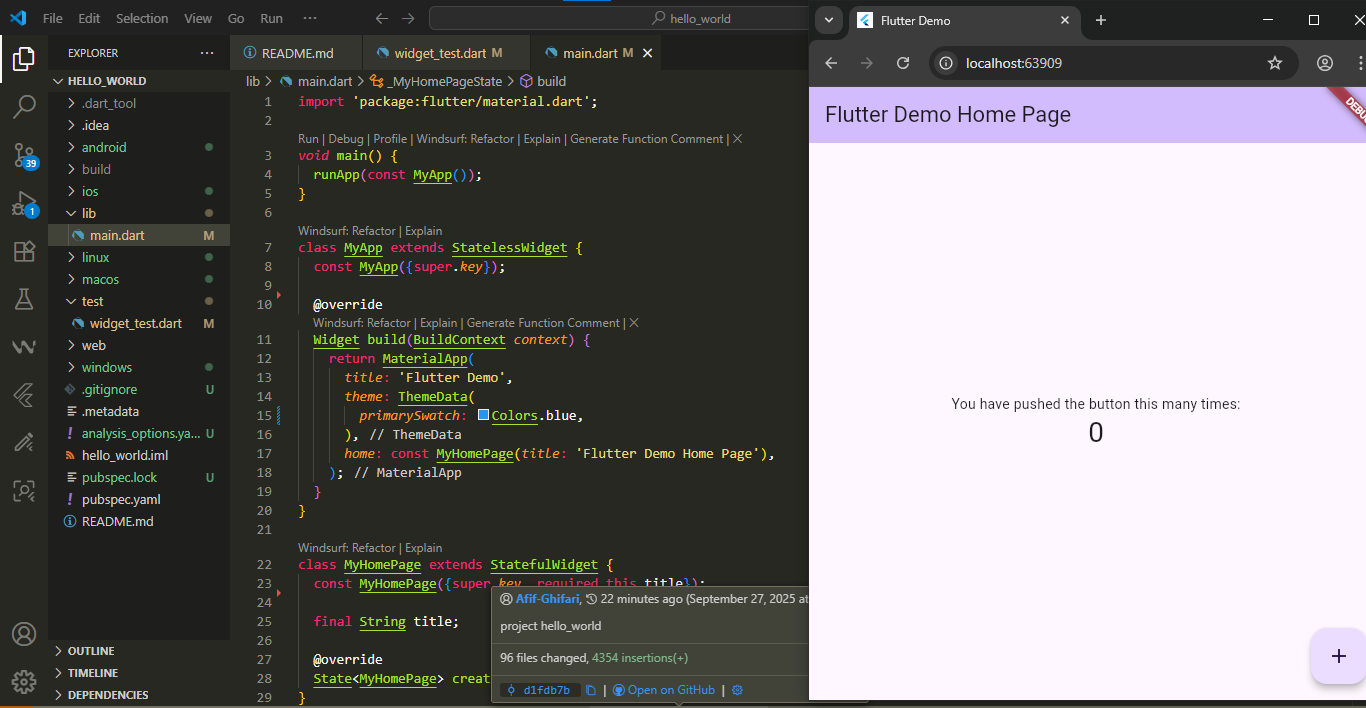 File Edit Selection View Go Run ··· hello_world
EXPLORER ···
HELLO_WORLD
.dart_tool
.idea
android
build
ios
lib
main.dart M
linux
macos
test
widget_test.dart M
web
windows
.gitignore U
.metadata
analysis_options.ya... U
hello_world.iml
pubspec.lock U
pubspec.yaml
README.md
OUTLINE
TIMELINE
DEPENDENCIES
39
1
README.md widget_test.dart M main.dart M
lib > main.dart > _MyHomePageState > build
1 import 'package:flutter/material.dart';
2
Run | Debug | Profile | Windsurf: Refactor | Explain | Generate Function Comment | X
3 void main() {
4 runApp(const MyApp());
5 }
6
Windsurf: Refactor | Explain
7 class MyApp extends StatelessWidget {
8 const MyApp({super.key});
9
10 @override
Windsurf: Refactor | Explain | Generate Function Comment | X
11 Widget build(BuildContext context) {
12 return MaterialApp(
13 title: 'Flutter Demo',
14 theme: ThemeData(
15 primarySwatch: Colors.blue,
16 ), // ThemeData
17 home: const MyHomePage(title: 'Flutter Demo Home Page'),
18 ); // MaterialApp
19 }
20 }
21
Windsurf: Refactor | Explain
22 class MyHomePage extends StatefulWidget {
23 const MyHomePage({super.key, required this.title});
24
25 final String title;
26
27 @override
28 State<MyHomePage> creat
29 }
Afif-Ghifari, 22 minutes ago (September 27, 2025 at
project hello_world
96 files changed, 4354 insertions(+)
d1fdb7b | Open on GitHub |
Flutter Demo
localhost:63909
Flutter Demo Home Page
DEBU
You have pushed the button this many times:
0
+